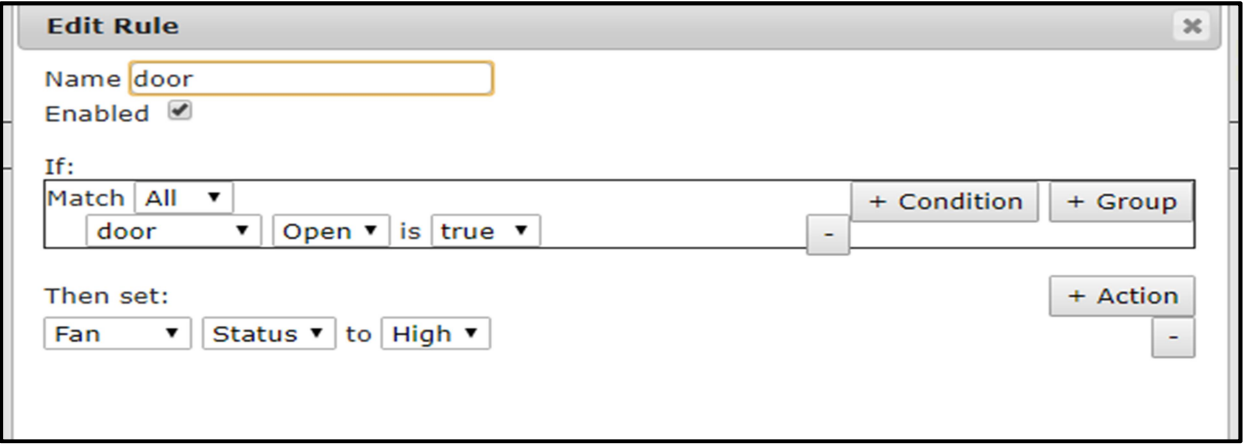 Edit Rule
Name door
Enabled
If:
Match All + Condition + Group
door Open is true -
Then set: + Action
Fan Status to High -